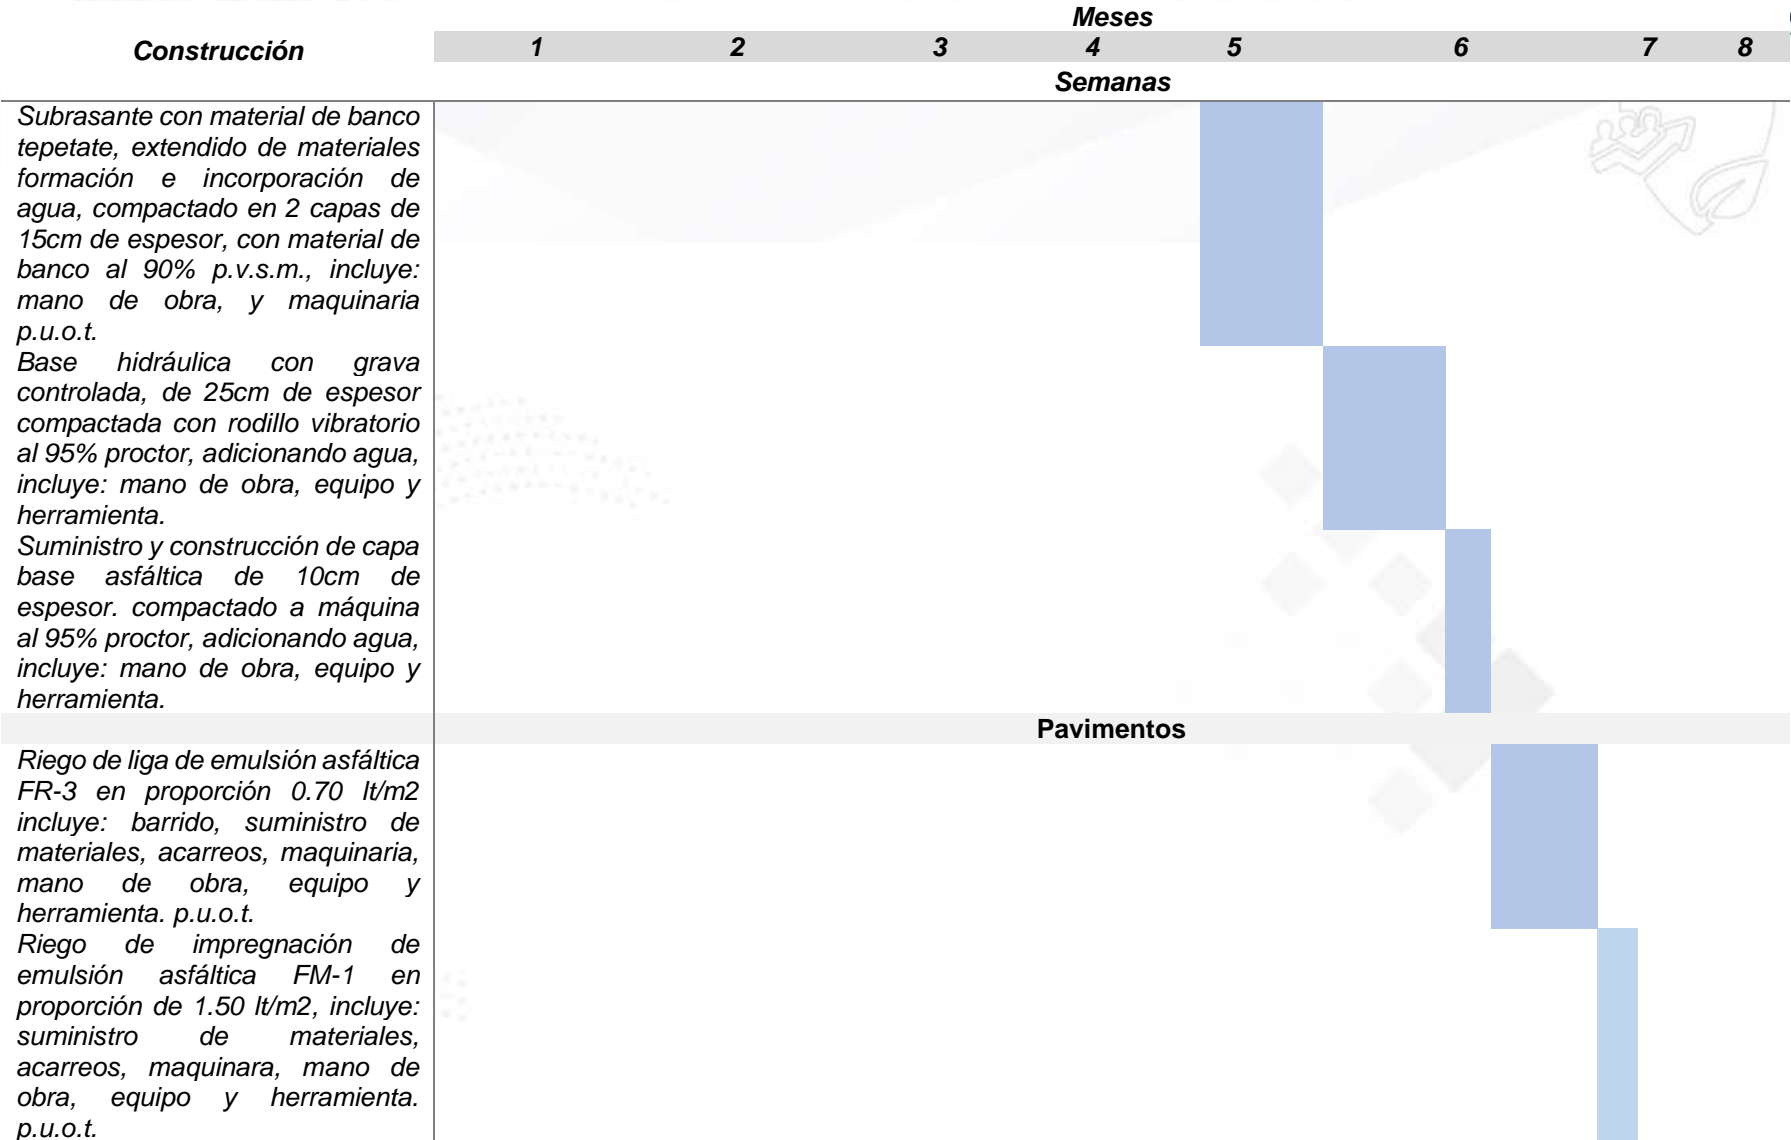 Meses
Construcción
1 2 3 4 5 6 7 8
Semanas
Subrasante con material de banco
tepetate, extendido de materiales
formación e incorporación de
agua, compactado en 2 capas de
15cm de espesor, con material de
banco al 90% p.v.s.m., incluye:
mano de obra, y maquinaria
p.u.o.t.
Base hidráulica con grava
controlada, de 25cm de espesor
compactada con rodillo vibratorio
al 95% proctor, adicionando agua,
incluye: mano de obra, equipo y
herramienta.
Suministro y construcción de capa
base asfáltica de 10cm de
espesor. compactado a máquina
al 95% proctor, adicionando agua,
incluye: mano de obra, equipo y
herramienta.
Pavimentos
Riego de liga de emulsión asfáltica
FR-3 en proporción 0.70 lt/m2
incluye: barrido, suministro de
materiales, acarreos, maquinaria,
mano de obra, equipo y
herramienta. p.u.o.t.
Riego de impregnación de
emulsión asfáltica FM-1 en
proporción de 1.50 lt/m2, incluye:
suministro de materiales,
acarreos, maquinara, mano de
obra, equipo y herramienta.
p.u.o.t.